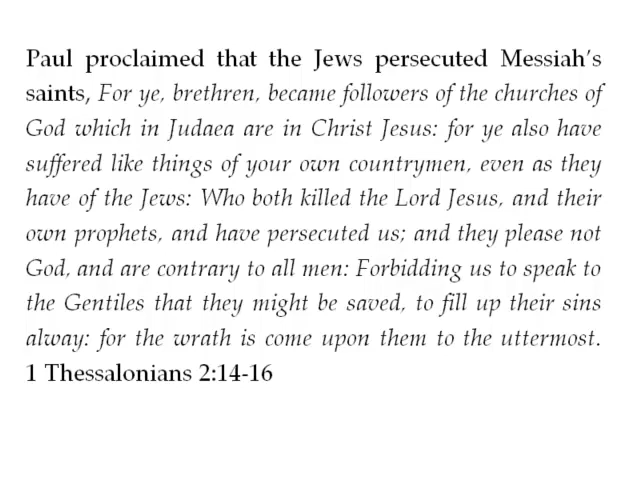 Paul proclaimed that the Jews persecuted Messiah's
saints, For ye, brethren, became followers of the churches of
God which in Judaea are in Christ Jesus: for ye also have
suffered like things of your own countrymen, even as they
have of the Jews: Who both killed the Lord Jesus, and their
own prophets, and have persecuted us; and they please not
God, and are contrary to all men: Forbidding us to speak to
the Gentiles that they might be saved, to fill up their sins
alway: for the wrath is come upon them to the uttermost.
1 Thessalonians 2:14-16